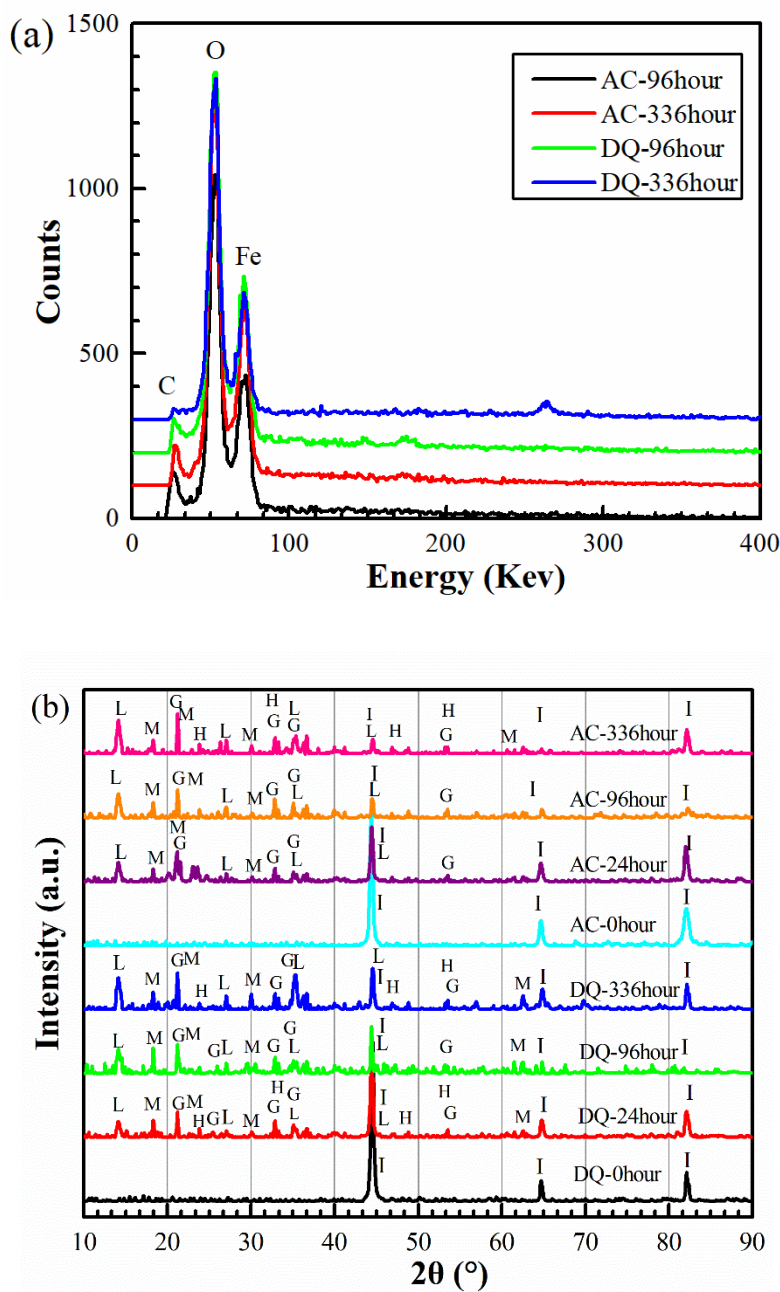 (a)
1500
1000
500
0
Counts
O
Fe
C
AC-96hour
AC-336hour
DQ-96hour
DQ-336hour
0 100 200 300 400
Energy (Kev)
(b)
Intensity (a.u.)
L M G M H L M H G L G I L H H G M I I
AC-336hour
L M G M L M G G L I L G I I
AC-96hour
L M M G L M G G L I L G I I
AC-24hour
I I I
AC-0hour
L M G M H L M G G L L I H H G M I I
DQ-336hour
L M G M G L M G G L I L G M I I
DQ-96hour
L M G M H G L M H G G L I L H H G M I I
DQ-24hour
I I I
DQ-0hour
10 20 30 40 50 60 70 80 90
2θ (°)